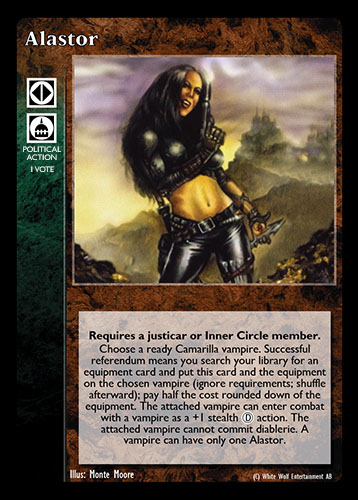 Alastor
POLITICAL
ACTION
1 VOTE
Requires a justicar or Inner Circle member.
Choose a ready Camarilla vampire. Successful
referendum means you search your library for an
equipment card and put this card and the equipment
on the chosen vampire (ignore requirements; shuffle
afterward); pay half the cost rounded down of the
equipment. The attached vampire can enter combat
with a vampire as a +1 stealth Ⓓ action. The
attached vampire cannot commit diablerie. A
vampire can have only one Alastor.
Illus: Monte Moore
(C) White Wolf Entertainment AB